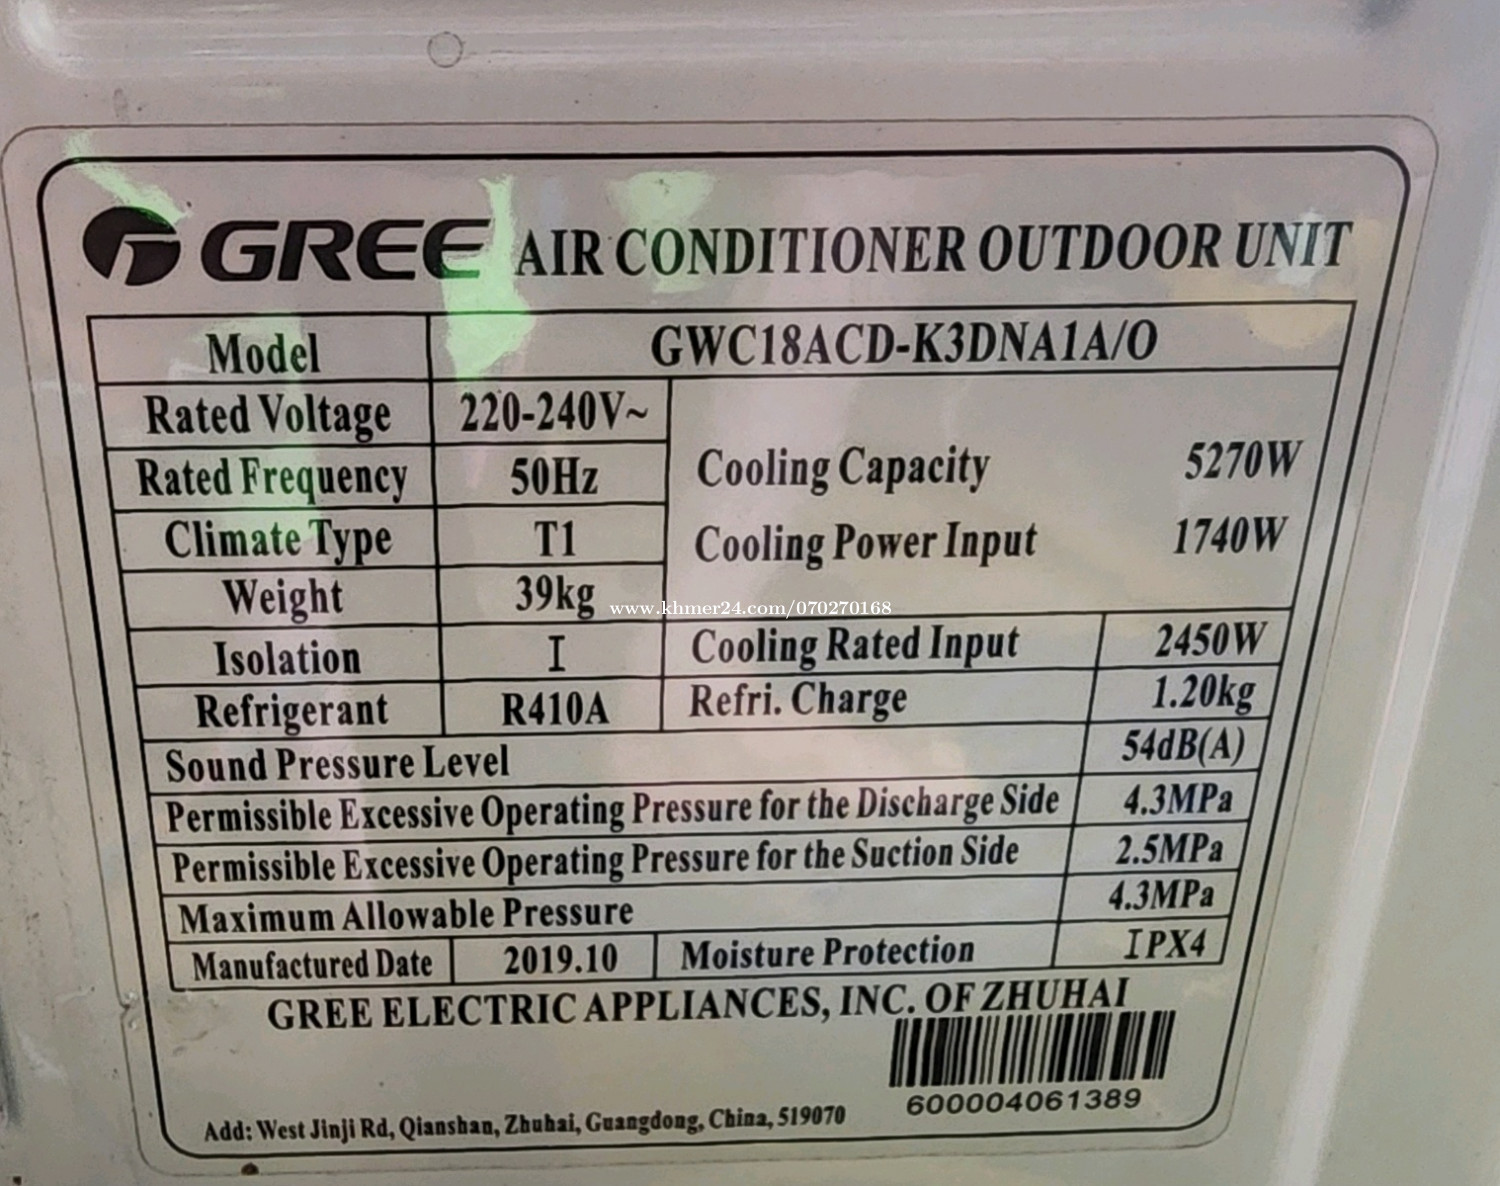 GREE AIR CONDITIONER OUTDOOR UNIT
Model GWC18ACD-K3DNA1A/O
Rated Voltage 220-240V~
Rated Frequency 50Hz
Cooling Capacity 5270W
Climate Type T1
Cooling Power Input 1740W
Weight 39kg
www.khmer24.com/070270168
Isolation I Cooling Rated Input 2450W
Refrigerant R410A Refri. Charge 1.20kg
Sound Pressure Level 54dB(A)
Permissible Excessive Operating Pressure for the Discharge Side 4.3MPa
Permissible Excessive Operating Pressure for the Suction Side 2.5MPa
Maximum Allowable Pressure 4.3MPa
Manufactured Date 2019.10 Moisture Protection IPX4
GREE ELECTRIC APPLIANCES, INC. OF ZHUHAI
600004061389
Add: West Jinji Rd, Qianshan, Zhuhai, Guangdong, China, 519070